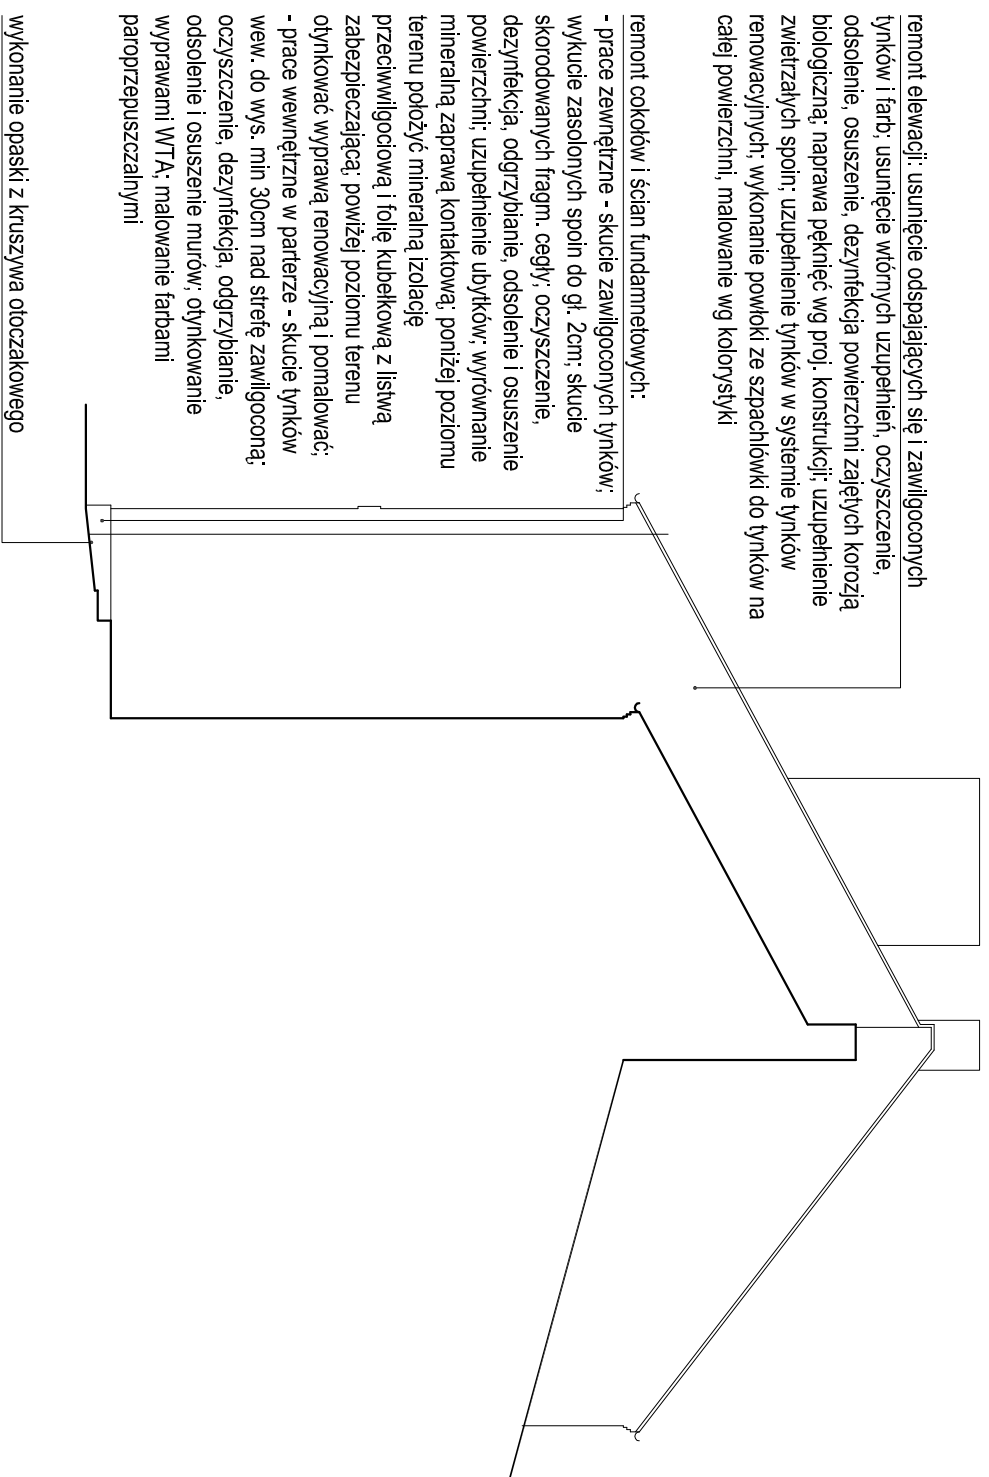 remont elewacji: usunięcie odspajających się i zawilgoconych
tynków i farb; usunięcie wtórnych uzupełnień, oczyszczenie,
odsolenie, osuszenie, dezynfekcja powierzchni zajętych korozją
biologiczną; naprawa pęknięć wg proj. konstrukcji; uzupełnienie
zwietrzałych spoin; uzupełnienie tynków w systemie tynków
renowacyjnych; wykonanie powłoki ze szpachlówki do tynków na
całej powierzchni, malowanie wg kolorystyki
remont cokołów i ścian fundamnetowych:
- prace zewnętrzne - skucie zawilgoconych tynków;
wykucie zasolonych spoin do gł. 2cm; skucie
skorodowanych fragm. cegły; oczyszczenie,
dezynfekcja, odgrzybianie, odsolenie i osuszenie
powierzchni; uzupełnienie ubytków; wyrównanie
mineralną zaprawą kontaktową; poniżej poziomu
terenu położyć mineralną izolację
przeciwwilgociową i folię kubełkową z listwą
zabezpieczającą; powiżej poziomu terenu
otynkować wyprawą renowacyjną i pomalować;
- prace wewnętrzne w parterze - skucie tynków
wew. do wys. min 30cm nad strefę zawilgoconą;
oczyszczenie, dezynfekcja, odgrzybianie,
odsolenie i osuszenie murów; otynkowanie
wyprawami WTA; malowanie farbami
paroprzepuszczalnymi
wykonanie opaski z kruszywa otoczakowego